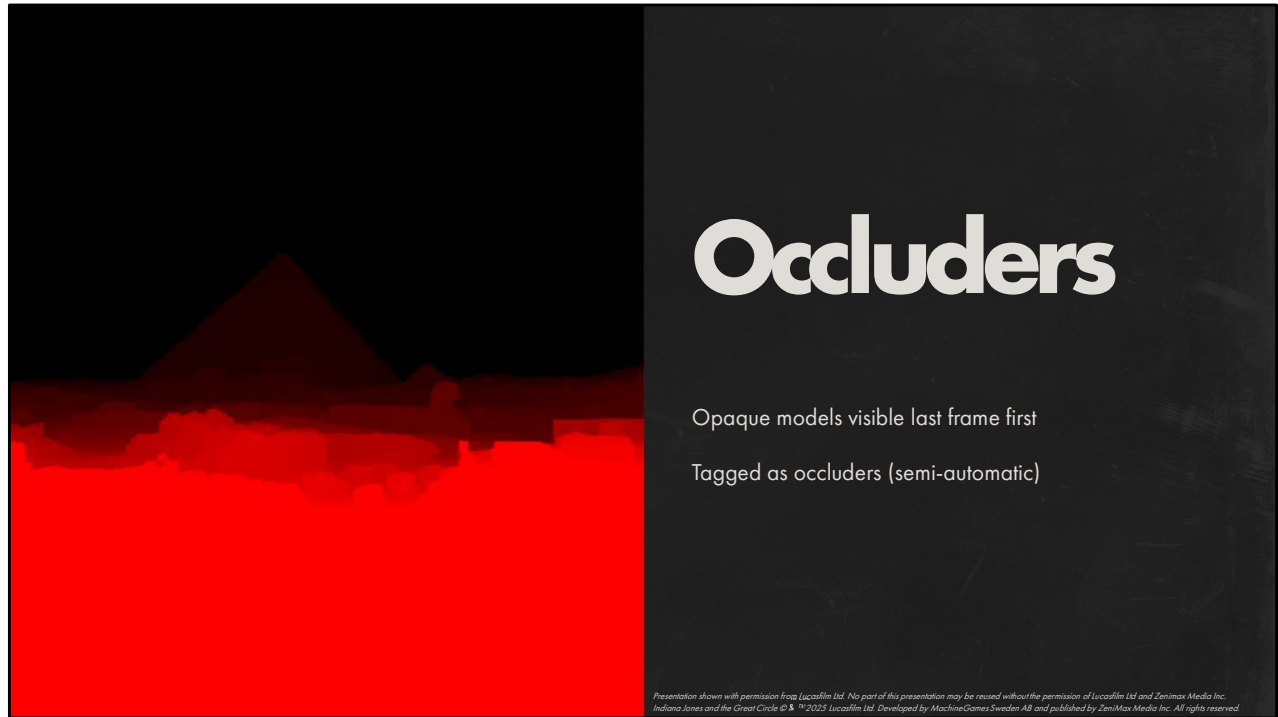 Occluders
Opaque models visible last frame first
Tagged as occluders (semi-automatic)
Presentation shown with permission from Lucasfilm Ltd. No part of this presentation may be reused without the permission of Lucasfilm Ltd and Zenimax Media Inc.
Indiana Jones and the Great Circle © & ™ 2025 Lucasfilm Ltd. Developed by MachineGames Sweden AB and published by ZeniMax Media Inc. All rights reserved.